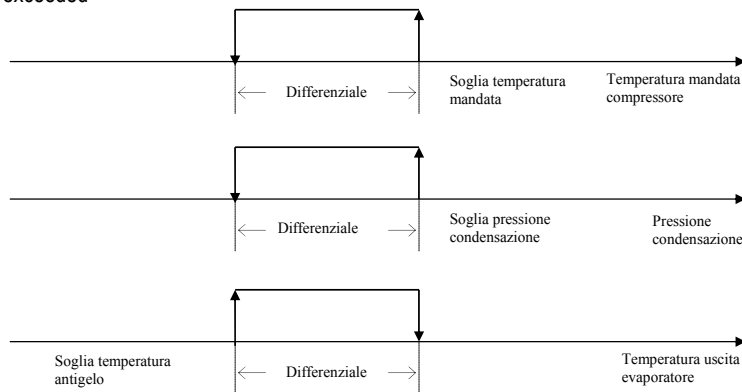 exceeded
Differenziale
Soglia temperatura
mandata
Temperatura mandata
compressore
Differenziale
Soglia pressione
condensazione
Pressione
condensazione
Soglia temperatura
antigelo
Differenziale
Temperatura uscita
evaporatore